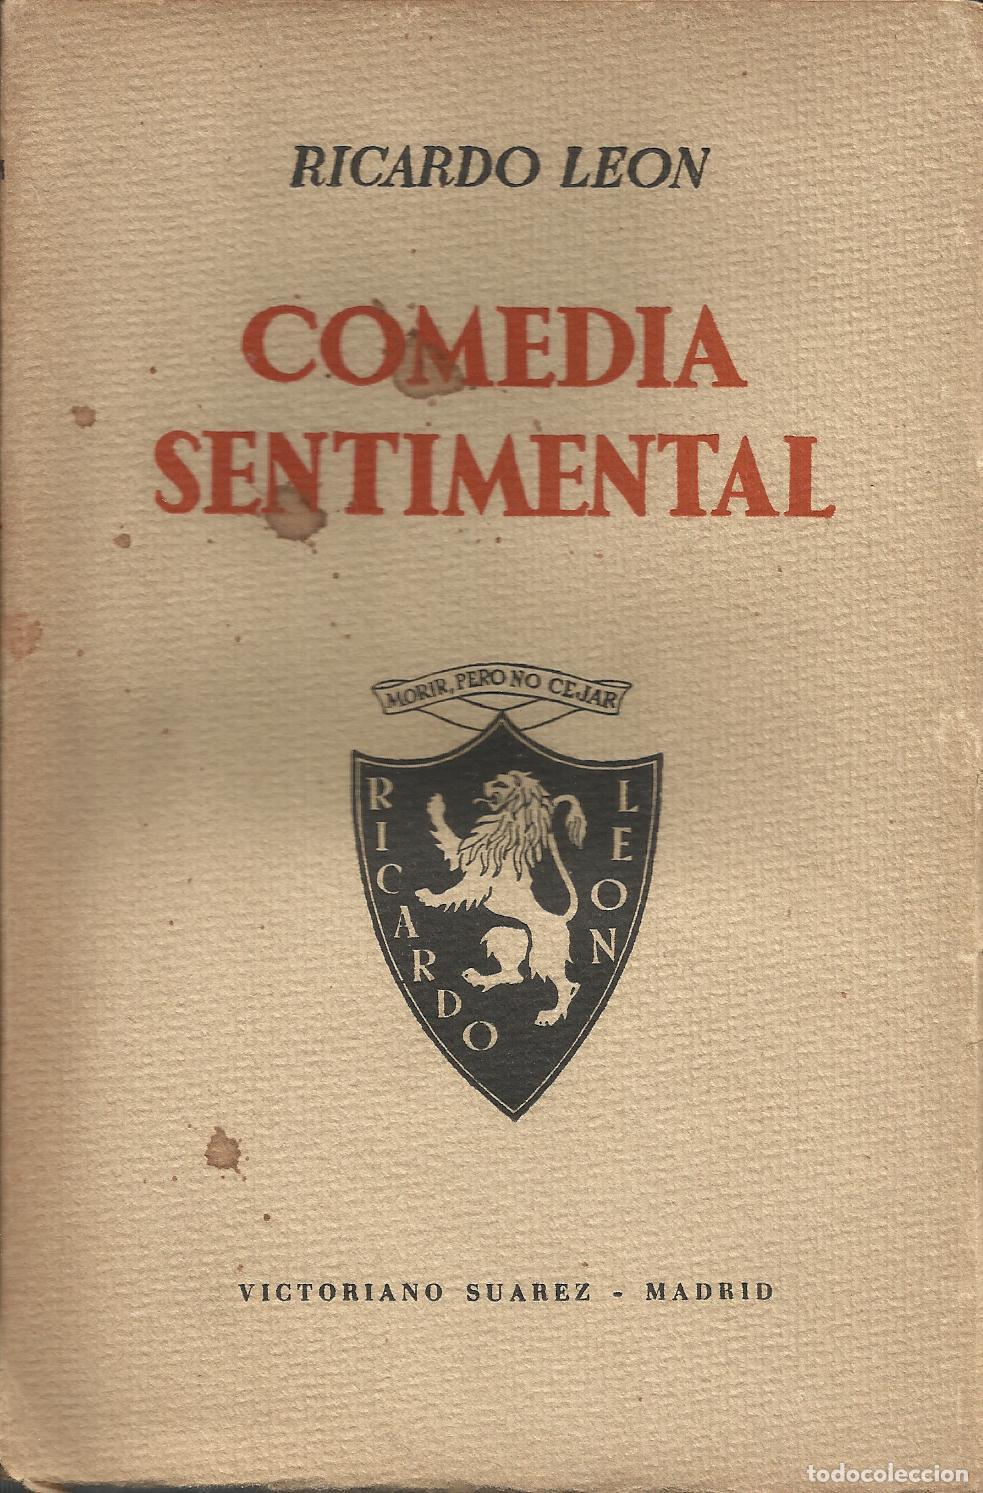 RICARDO LEON
COMEDIA
SENTIMENTAL
MORIR, PERO NO CEJAR
RICARDO
LEON
VICTORIANO SUAREZ - MADRID
todocoleccion